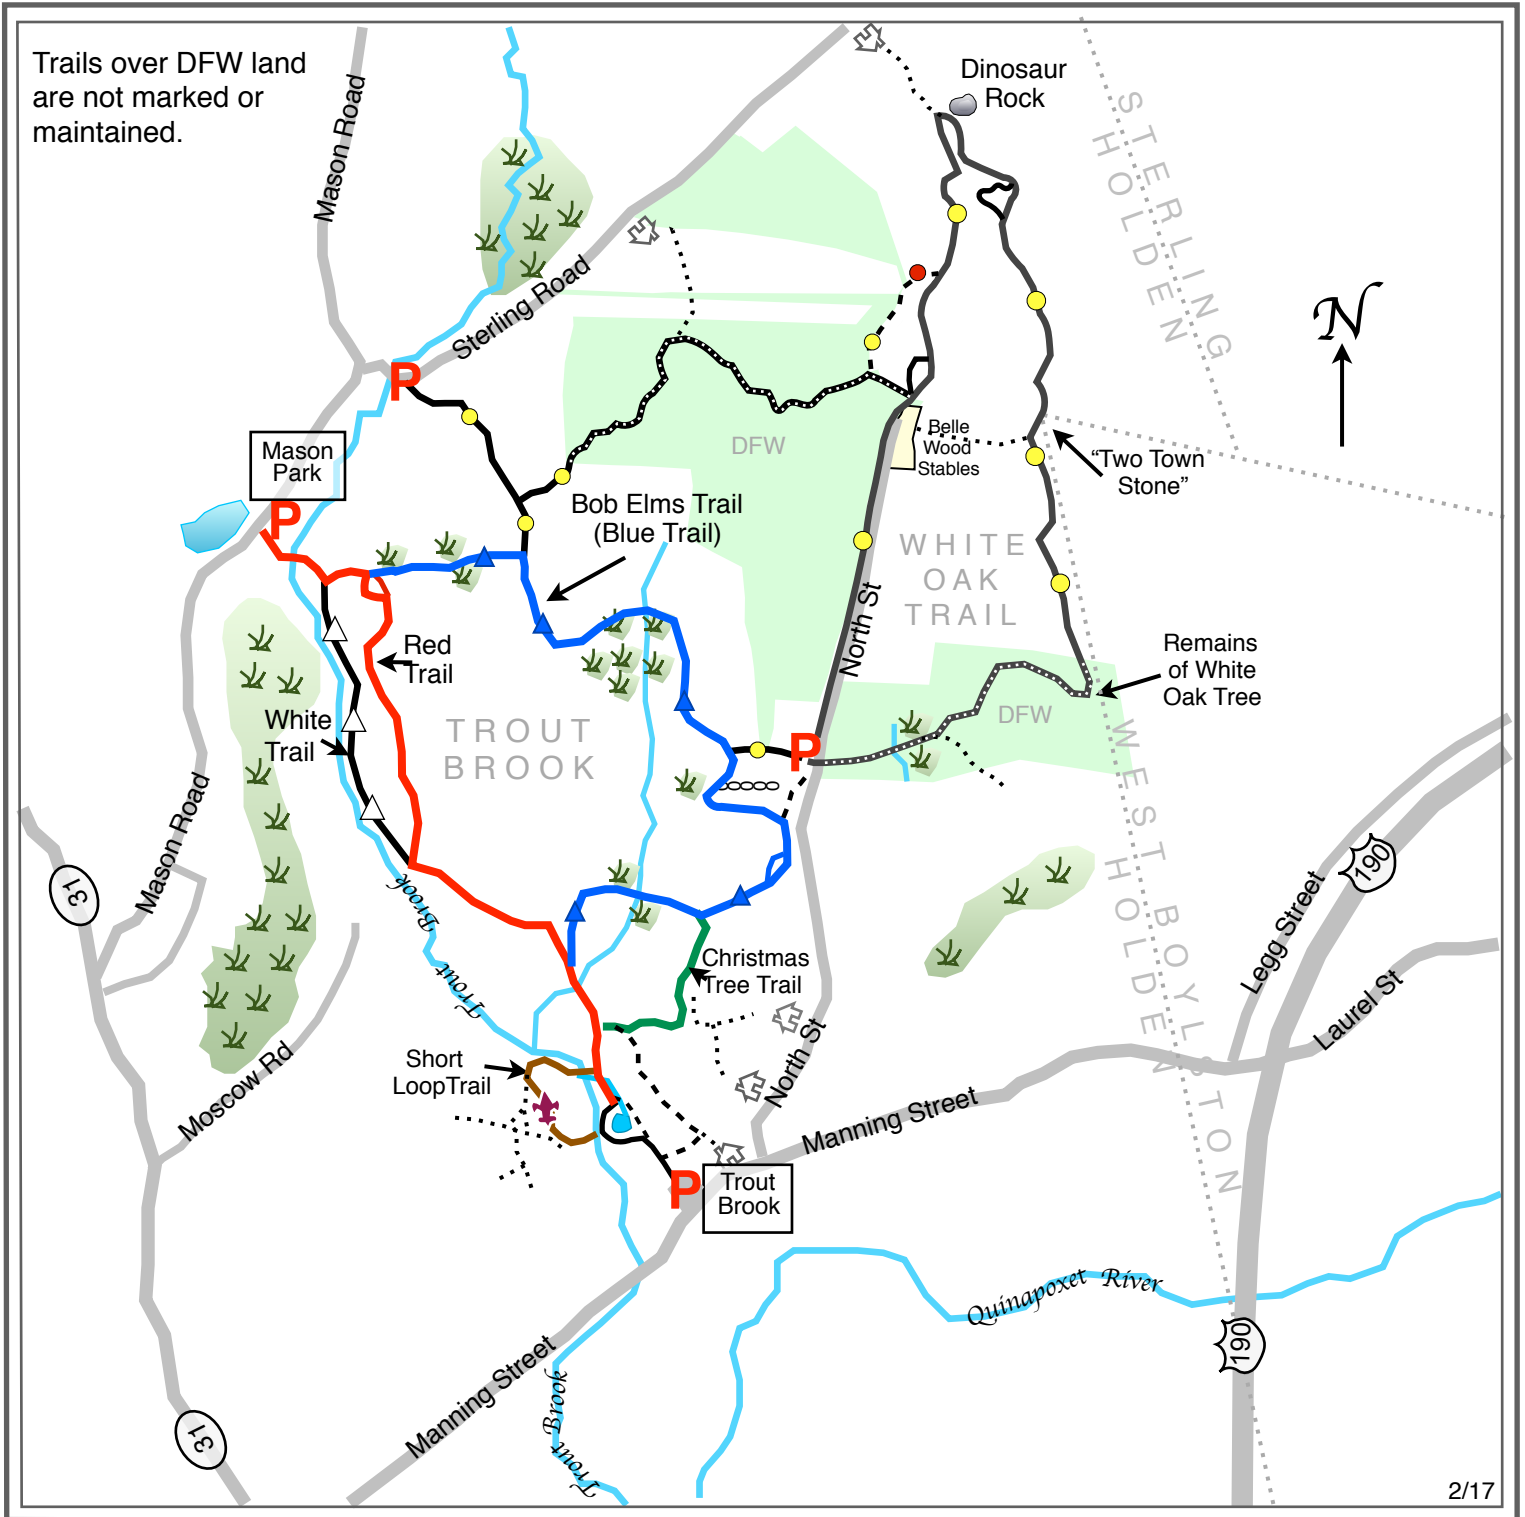 Trails over DFW land
are not marked or
maintained.
Mason Road
Dinosaur
Rock
STERLING
HOLDEN
Sterling Road
N
P
Mason
Park
P
DFW
Belle
Wood
Stables
"Two Town
Stone"
Bob Elms Trail
(Blue Trail)
WHITE
OAK
TRAIL
North St
Red
Trail
Remains
of White
Oak Tree
White
Trail
TROUT
BROOK
DFW
P
WEST BOYLSTON
HOLDEN
Mason Road
31
190
Brook
Trout
Legg Street
Christmas
Tree Trail
Laurel St
Short
LoopTrail
North St
Moscow Rd
Manning Street
P
Trout
Brook
Quinapoxet River
190
Manning Street
Trout Brook
31
2/17